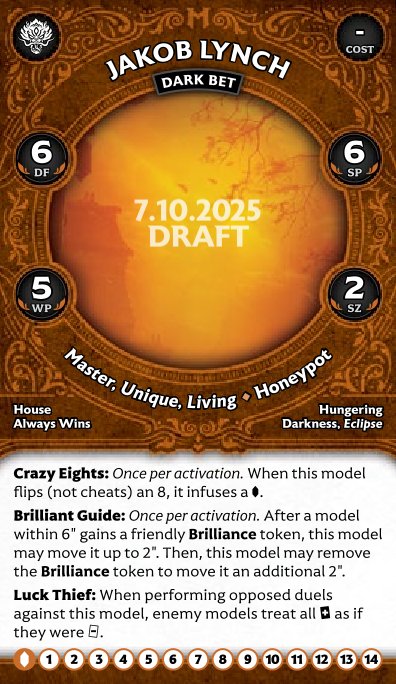 -
COST
JAKOB LYNCH
DARK BET
6
DF
6
SP
7.10.2025
DRAFT
5
WP
2
SZ
Master, Unique, Living ⬥ Honeypot
House
Always Wins
Hungering
Darkness, Eclipse
Crazy Eights: Once per activation. When this model
flips (not cheats) an 8, it infuses a ⬮.
Brilliant Guide: Once per activation. After a model
within 6" gains a friendly Brilliance token, this model
may move it up to 2". Then, this model may remove
the Brilliance token to move it an additional 2".
Luck Thief: When performing opposed duels
against this model, enemy models treat all 🞧 as if
they were ⊟.
1 2 3 4 5 6 7 8 9 10 11 12 13 14